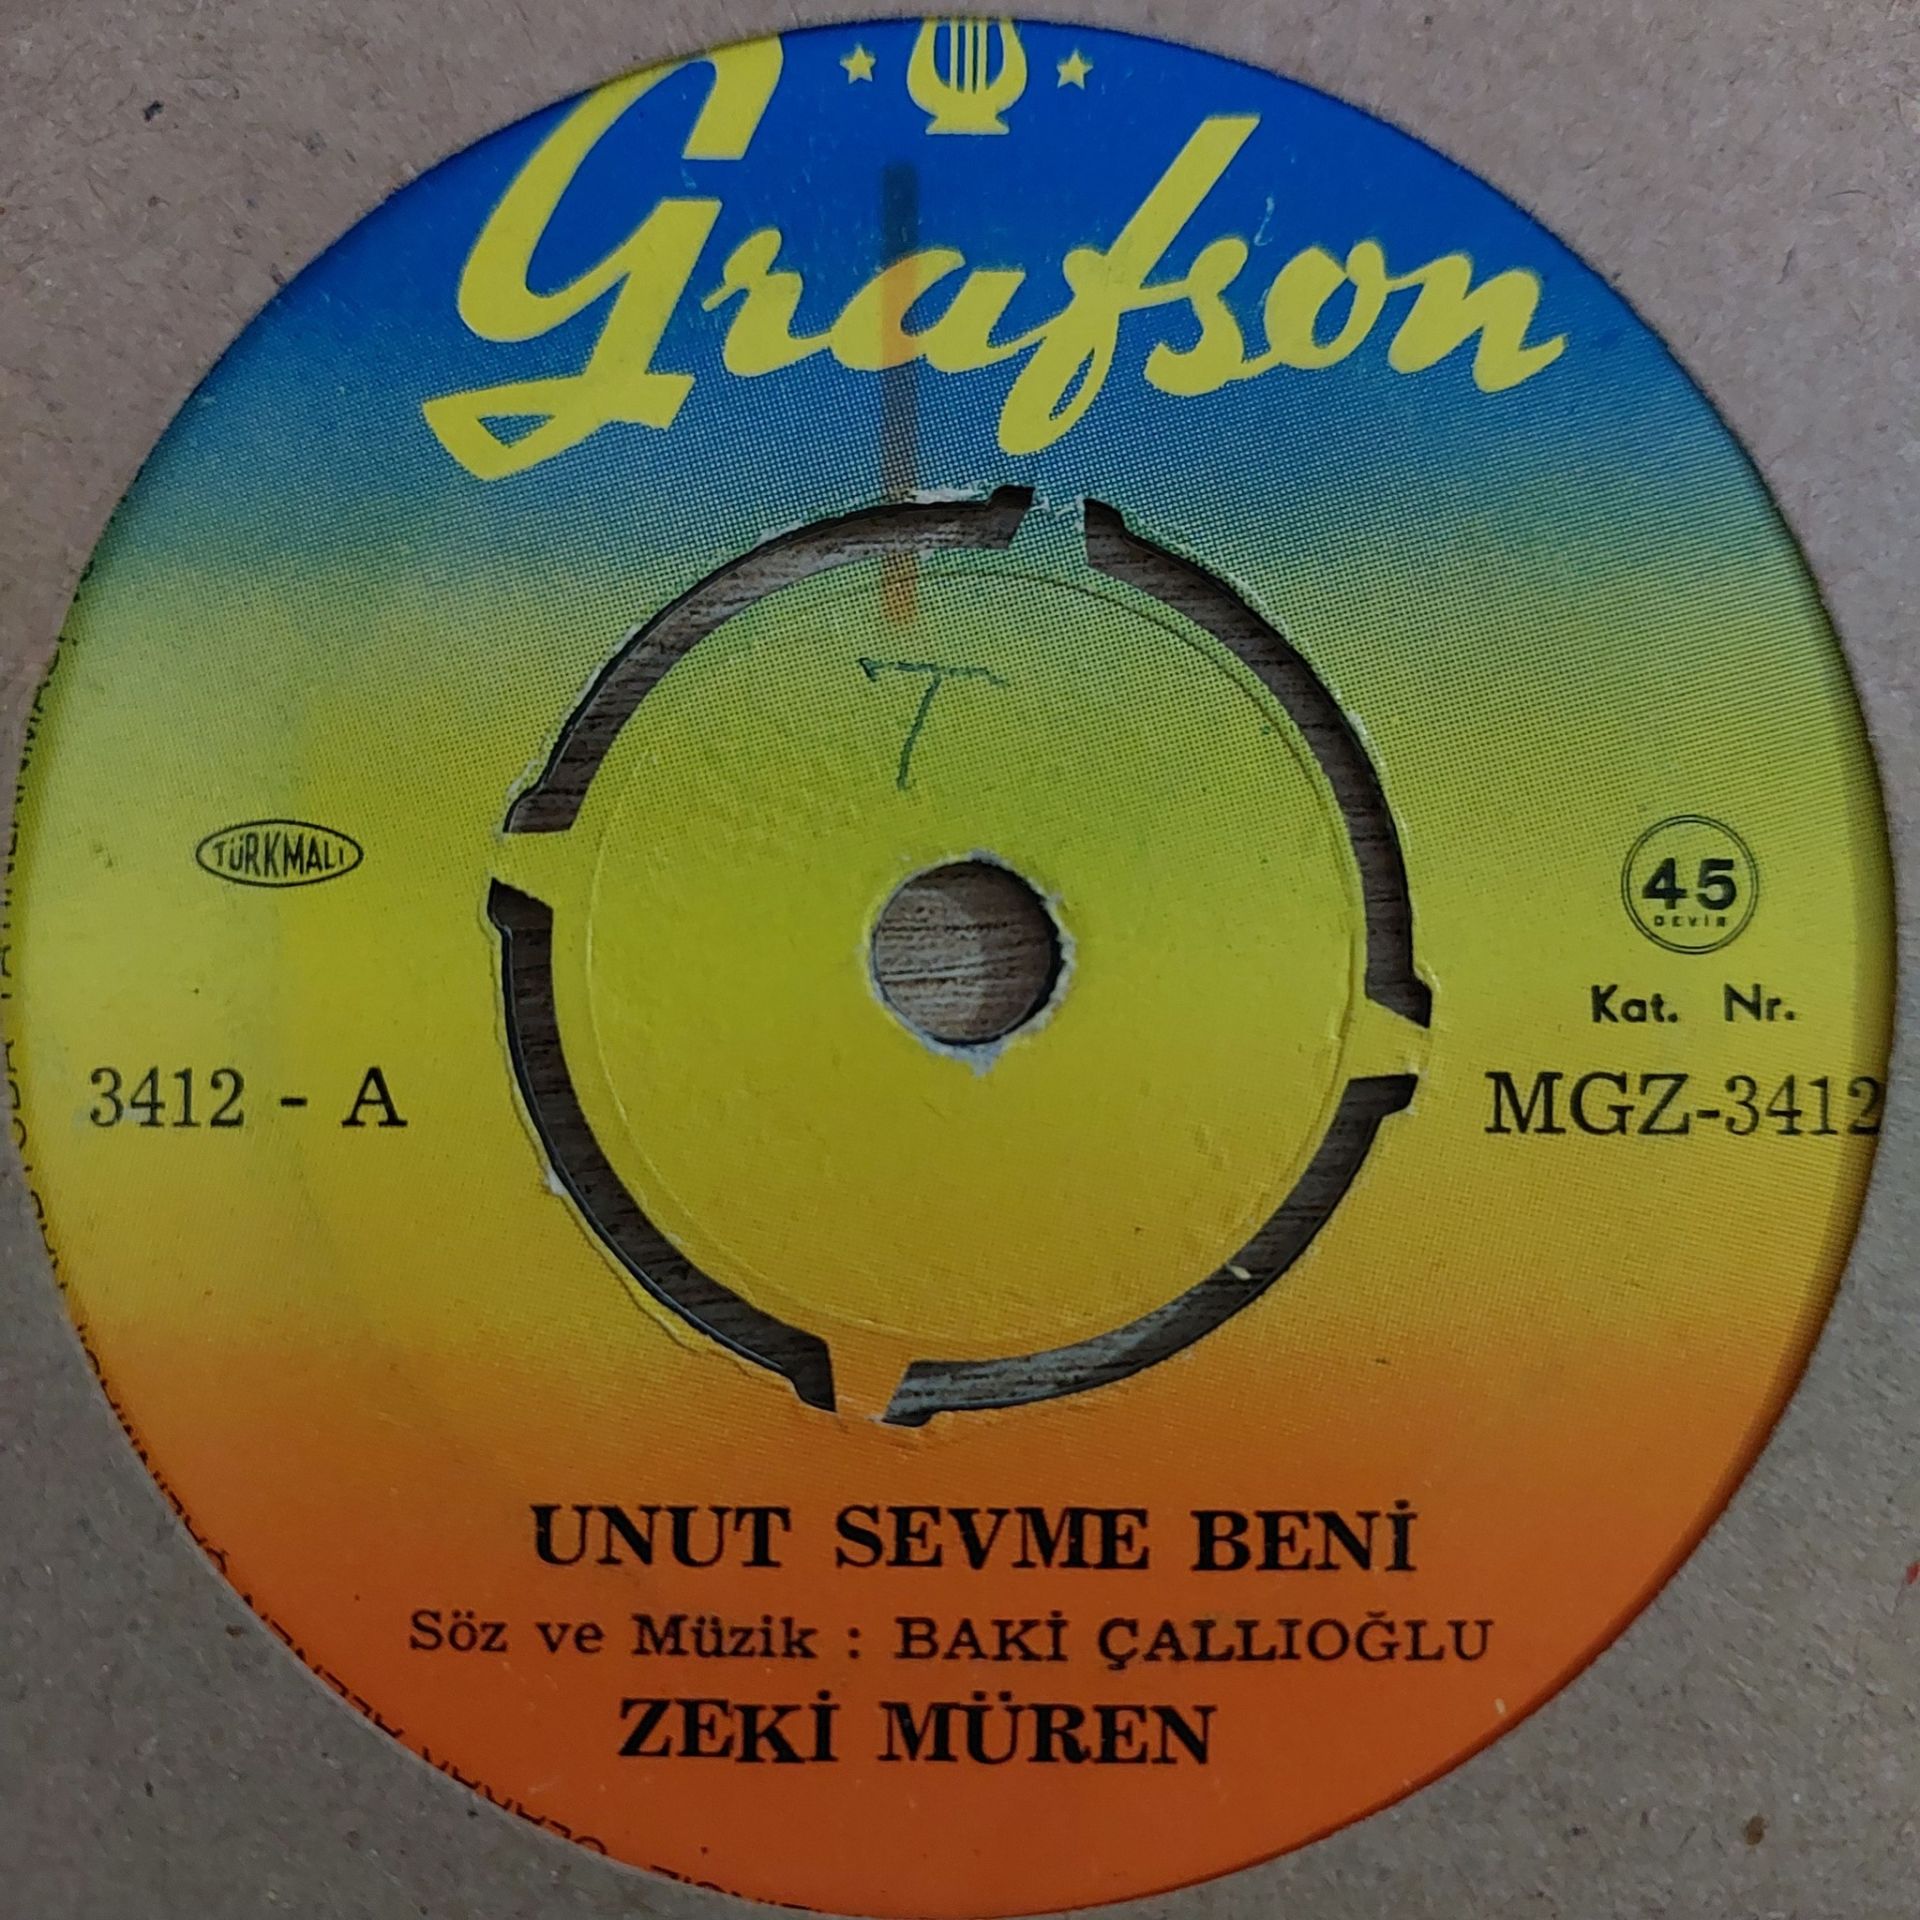 Grafson
T
TÜRKMALI
45
DEVİR
Kat. Nr.
3412 - A
MGZ-3412
UNUT SEVME BENİ
Söz ve Müzik : BAKİ ÇALLIOĞLU
ZEKİ MÜREN